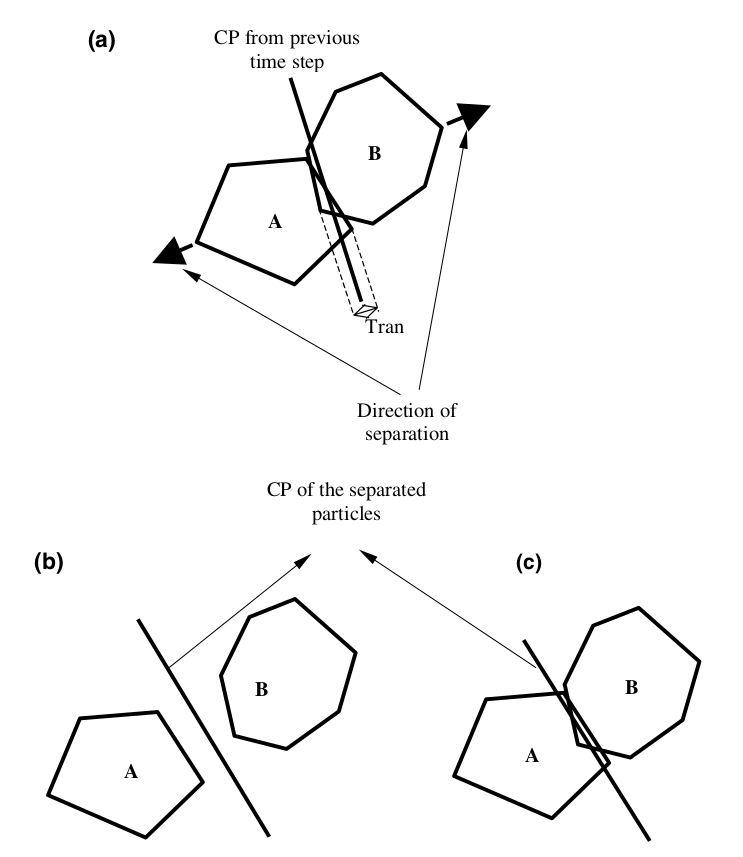 (a)
CP from previous
time step
B
A
Tran
Direction of
separation
CP of the separated
particles
(b)
(c)
B
A
B
A